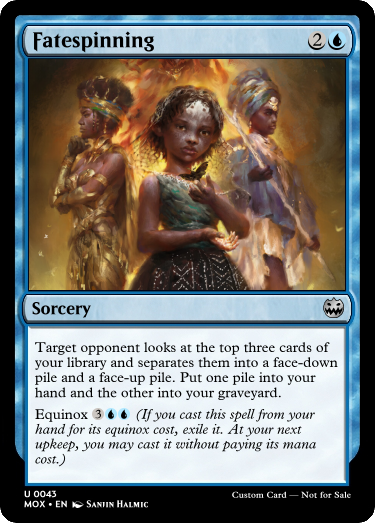 Fatespinning 2
Sorcery
Target opponent looks at the top three cards of
your library and separates them into a face-down
pile and a face-up pile. Put one pile into your
hand and the other into your graveyard.
Equinox 3 (If you cast this spell from your
hand for its equinox cost, exile it. At your next
upkeep, you may cast it without paying its mana
cost.)
U 0043
MOX • EN Sanfin Halmic
Custom Card — Not for Sale